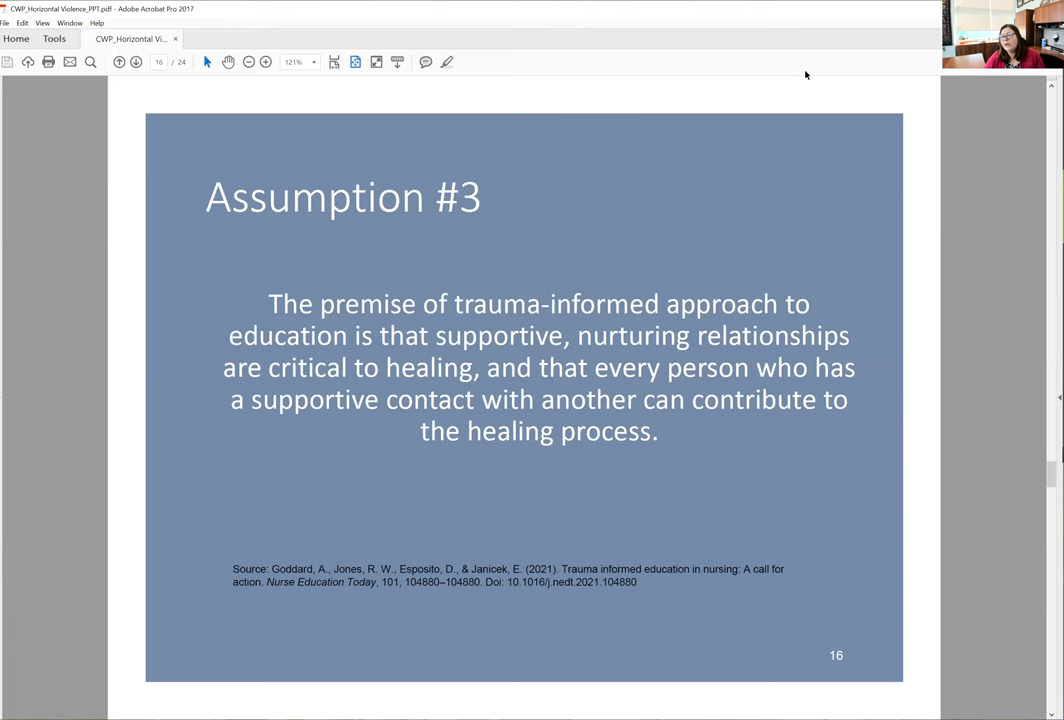 CWP_Horizontal Violence_PPT.pdf - Adobe Acrobat Pro 2017
File Edit View Window Help
Home Tools CWP_Horizontal Vi... ×
16 / 24 121%
Assumption #3
The premise of trauma-informed approach to
education is that supportive, nurturing relationships
are critical to healing, and that every person who has
a supportive contact with another can contribute to
the healing process.
Source: Goddard, A., Jones, R. W., Esposito, D., & Janicek, E. (2021). Trauma informed education in nursing: A call for
action. Nurse Education Today, 101, 104880–104880. Doi: 10.1016/j.nedt.2021.104880
16